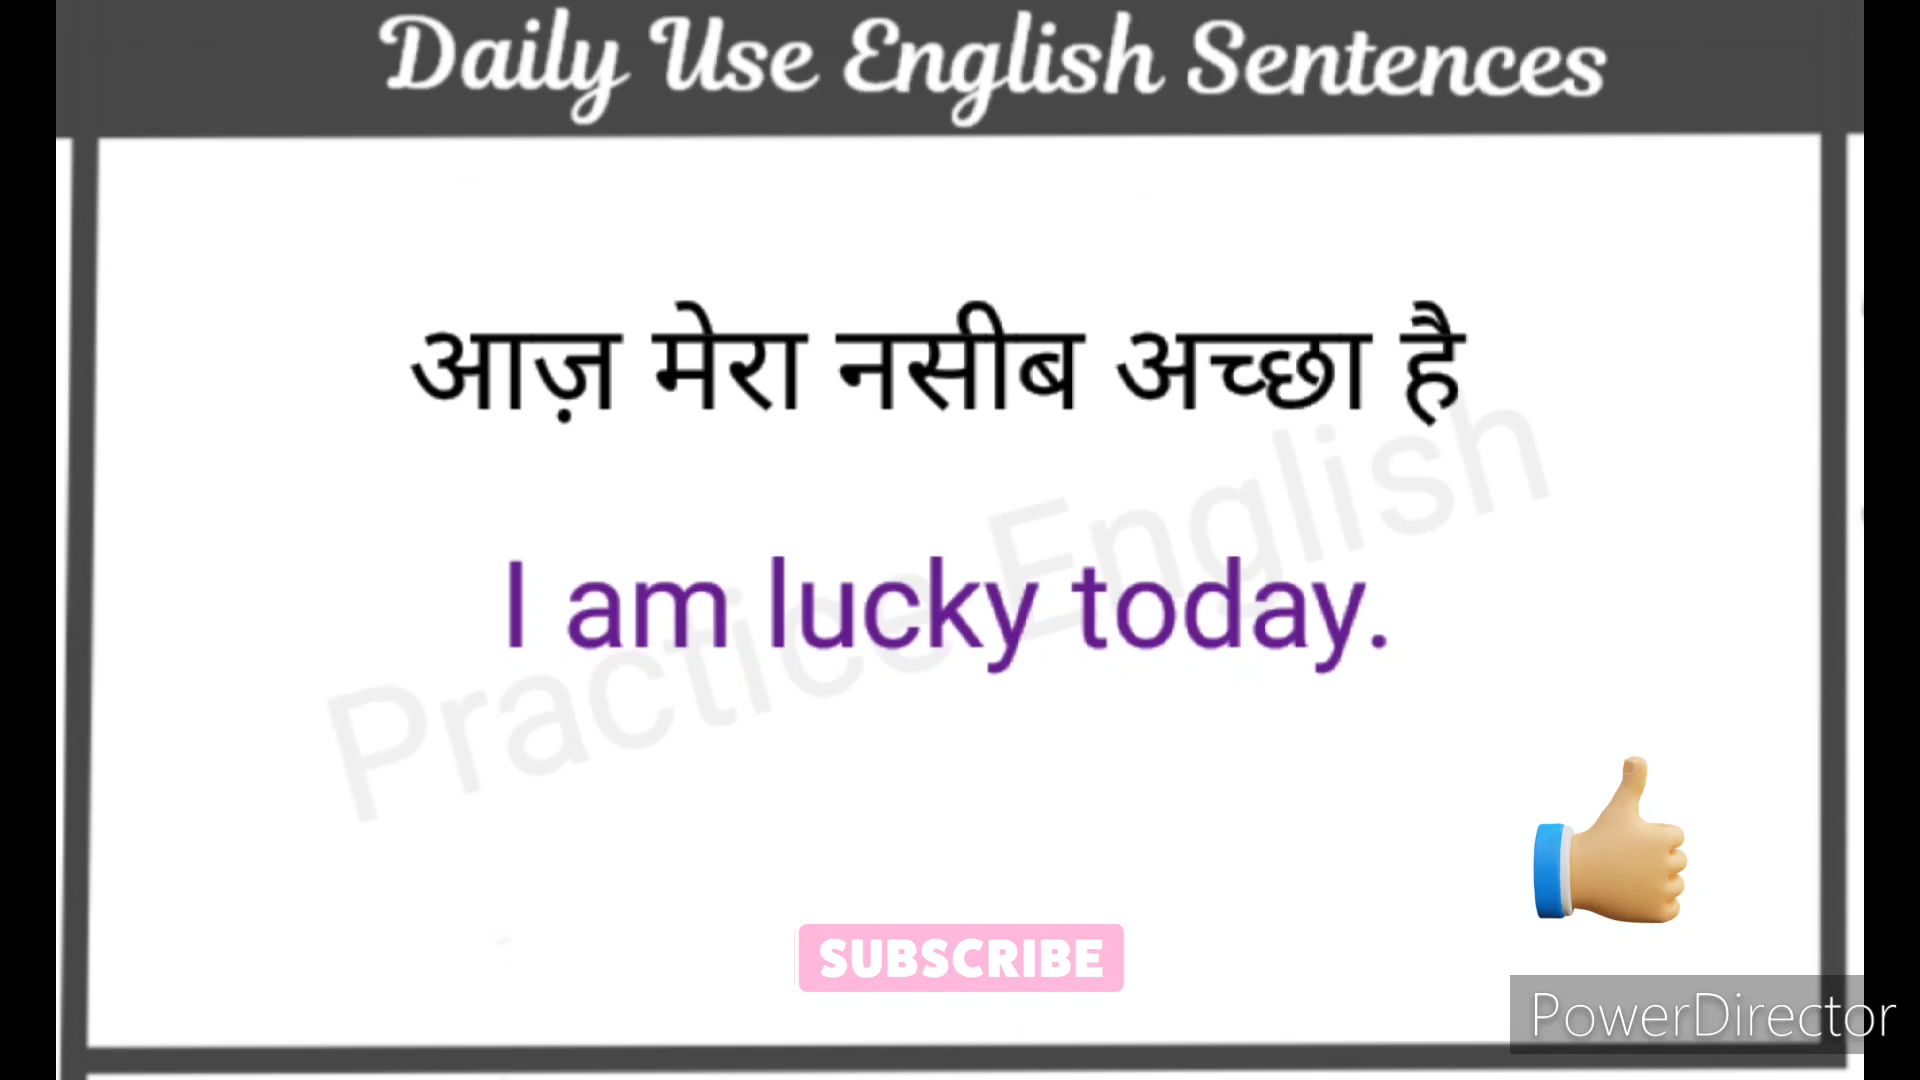 Daily Use English Sentences
आज़ मेरा नसीब अच्छा है
I am lucky today.
Practice English
SUBSCRIBE
PowerDirector